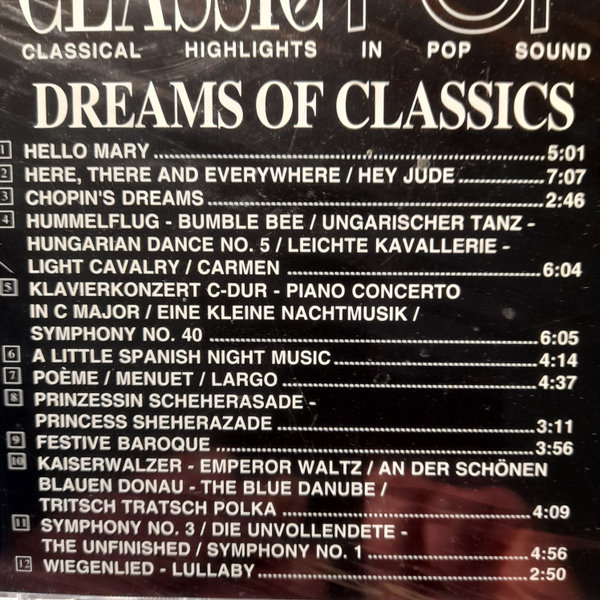 CLASSIC POP
CLASSICAL HIGHLIGHTS IN POP SOUND
DREAMS OF CLASSICS
1 HELLO MARY 5:01
2 HERE, THERE AND EVERYWHERE / HEY JUDE 7:07
3 CHOPIN'S DREAMS 2:46
4 HUMMELFLUG - BUMBLE BEE / UNGARISCHER TANZ -
HUNGARIAN DANCE NO. 5 / LEICHTE KAVALLERIE -
LIGHT CAVALRY / CARMEN 6:04
5 KLAVIERKONZERT C-DUR - PIANO CONCERTO
IN C MAJOR / EINE KLEINE NACHTMUSIK /
SYMPHONY NO. 40 6:05
6 A LITTLE SPANISH NIGHT MUSIC 4:14
7 POÈME / MENUET / LARGO 4:37
8 PRINZESSIN SCHEHERASADE -
PRINCESS SHEHERAZADE 3:11
9 FESTIVE BAROQUE 3:56
10 KAISERWALZER - EMPEROR WALTZ / AN DER SCHÖNEN
BLAUEN DONAU - THE BLUE DANUBE /
TRITSCH TRATSCH POLKA 4:09
11 SYMPHONY NO. 3 / DIE UNVOLLENDETE -
THE UNFINISHED / SYMPHONY NO. 1 4:56
12 WIEGENLIED - LULLABY 2:50